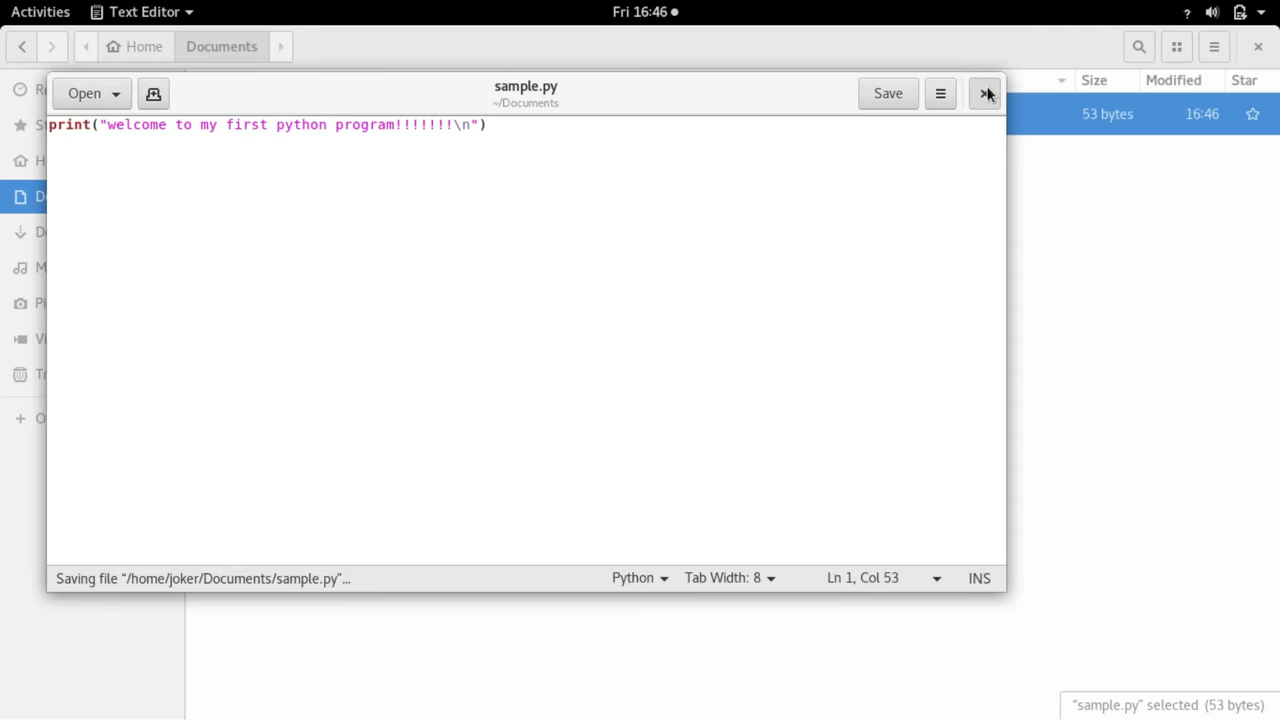 Activities Text Editor Fri 16:46 ?
Home Documents
Size Modified Star
Open sample.py Save
~/Documents
53 bytes 16:46
print("welcome to my first python program!!!!!!!\n")
Saving file “/home/joker/Documents/sample.py”... Python Tab Width: 8 Ln 1, Col 53 INS
“sample.py” selected (53 bytes)